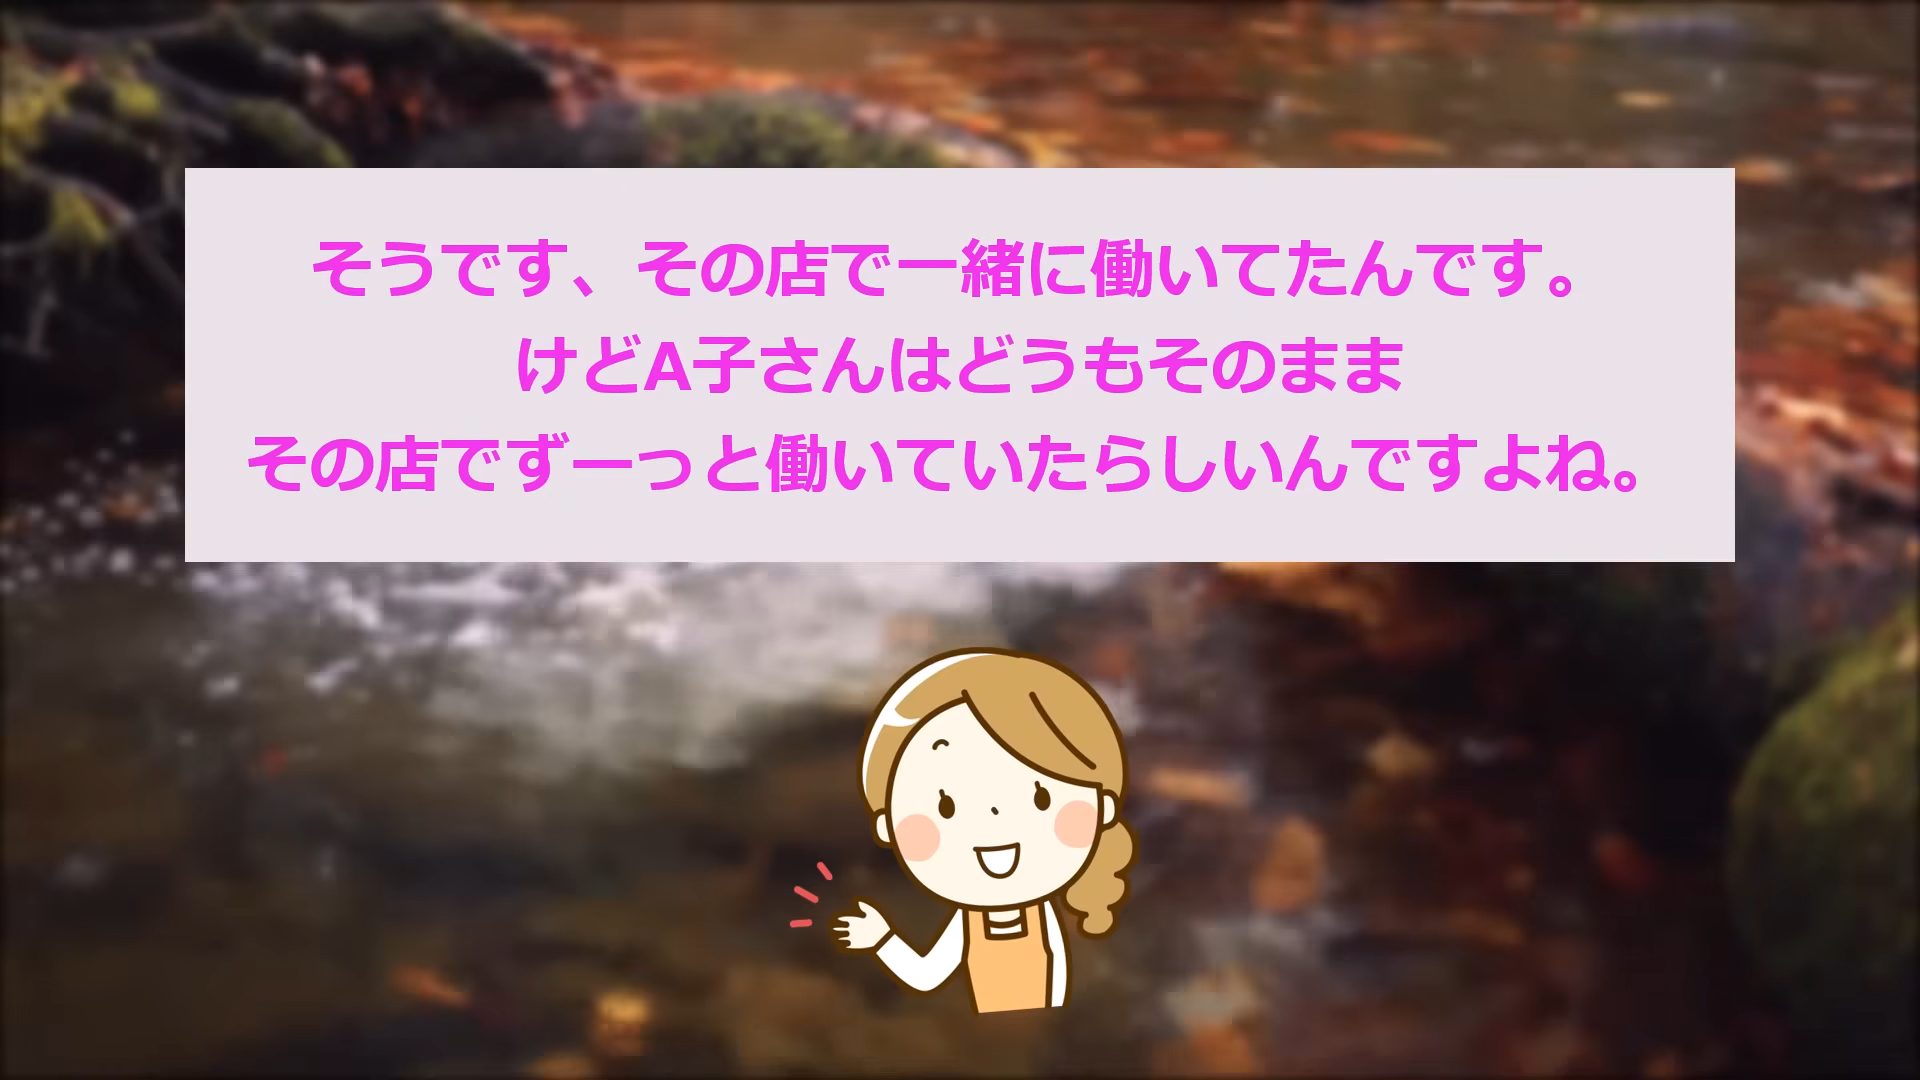 そうです、その店で一緒に働いてたんです。
けどA子さんはどうもそのまま
その店でずーっと働いていたらしいんですよね。